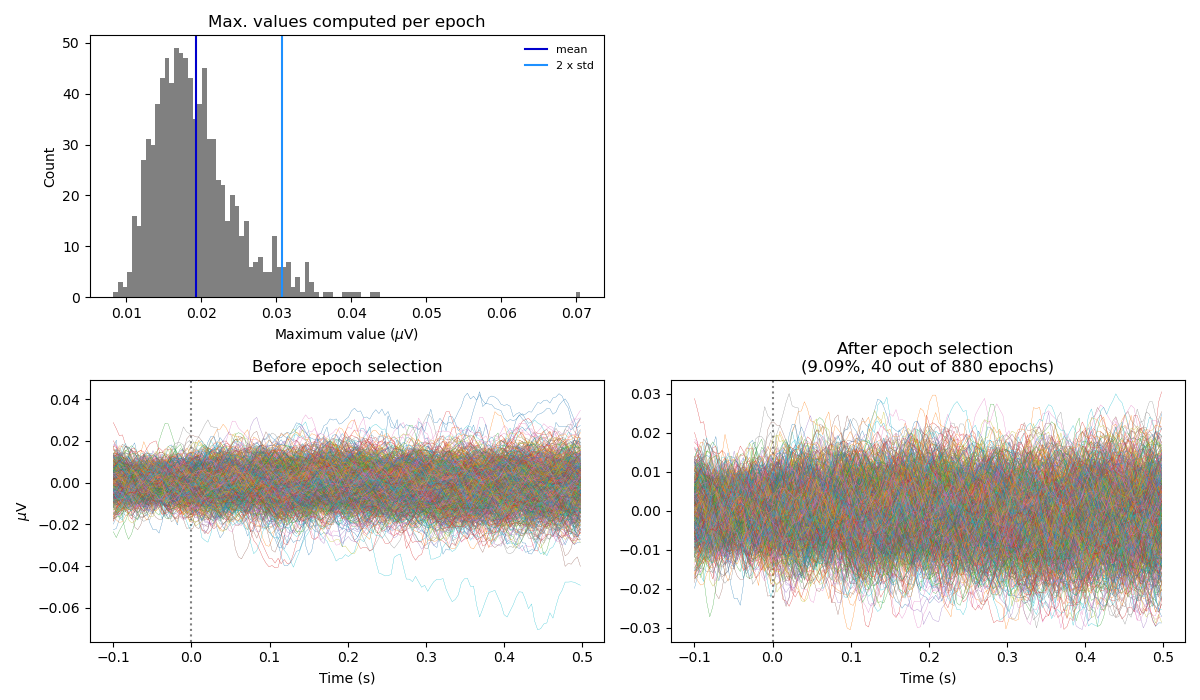 Max. values computed per epoch
50
40
30
20
10
0
Count
mean
2 x std
0.01 0.02 0.03 0.04 0.05 0.06 0.07
Maximum value (μV)
Before epoch selection
0.04
0.02
0.00
−0.02
−0.04
−0.06
μV
−0.1 0.0 0.1 0.2 0.3 0.4 0.5
Time (s)
After epoch selection
(9.09%, 40 out of 880 epochs)
0.03
0.02
0.01
0.00
−0.01
−0.02
−0.03
−0.1 0.0 0.1 0.2 0.3 0.4 0.5
Time (s)